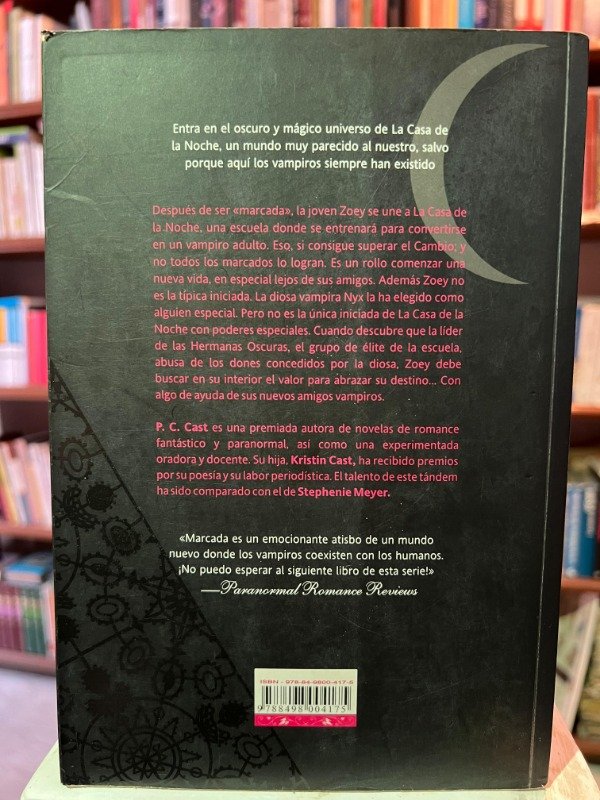 Entra en el oscuro y mágico universo de La Casa de
la Noche, un mundo muy parecido al nuestro, salvo
porque aquí los vampiros siempre han existido
Después de ser «marcada», la joven Zoey se une a La Casa de
la Noche, una escuela donde se entrenará para convertirse
en un vampiro adulto. Eso, si consigue superar el Cambio; y
no todos los marcados lo logran. Es un rollo comenzar una
nueva vida, en especial lejos de sus amigos. Además Zoey no
es la típica iniciada. La diosa vampira Nyx la ha elegido como
alguien especial. Pero no es la única iniciada de La Casa de la
Noche con poderes especiales. Cuando descubre que la líder
de las Hermanas Oscuras, el grupo de élite de la escuela,
abusa de los dones concedidos por la diosa, Zoey debe
buscar en su interior el valor para abrazar su destino... Con
algo de ayuda de sus nuevos amigos vampiros.
P. C. Cast es una premiada autora de novelas de romance
fantástico y paranormal, así como una experimentada
oradora y docente. Su hija, Kristin Cast, ha recibido premios
por su poesía y su labor periodística. El talento de este tándem
ha sido comparado con el de Stephenie Meyer.
«Marcada es un emocionante atisbo de un mundo
nuevo donde los vampiros coexisten con los humanos.
¡No puedo esperar al siguiente libro de esta serie!»
—Paranormal Romance Reviews
ISBN - 978-84-9800-417-5
9788498004175